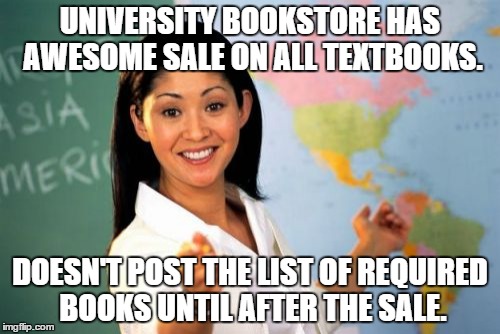 UNIVERSITY BOOKSTORE HAS
AWESOME SALE ON ALL TEXTBOOKS.
ASIA
MERIC
DOESN'T POST THE LIST OF REQUIRED
BOOKS UNTIL AFTER THE SALE.
imgflip.com